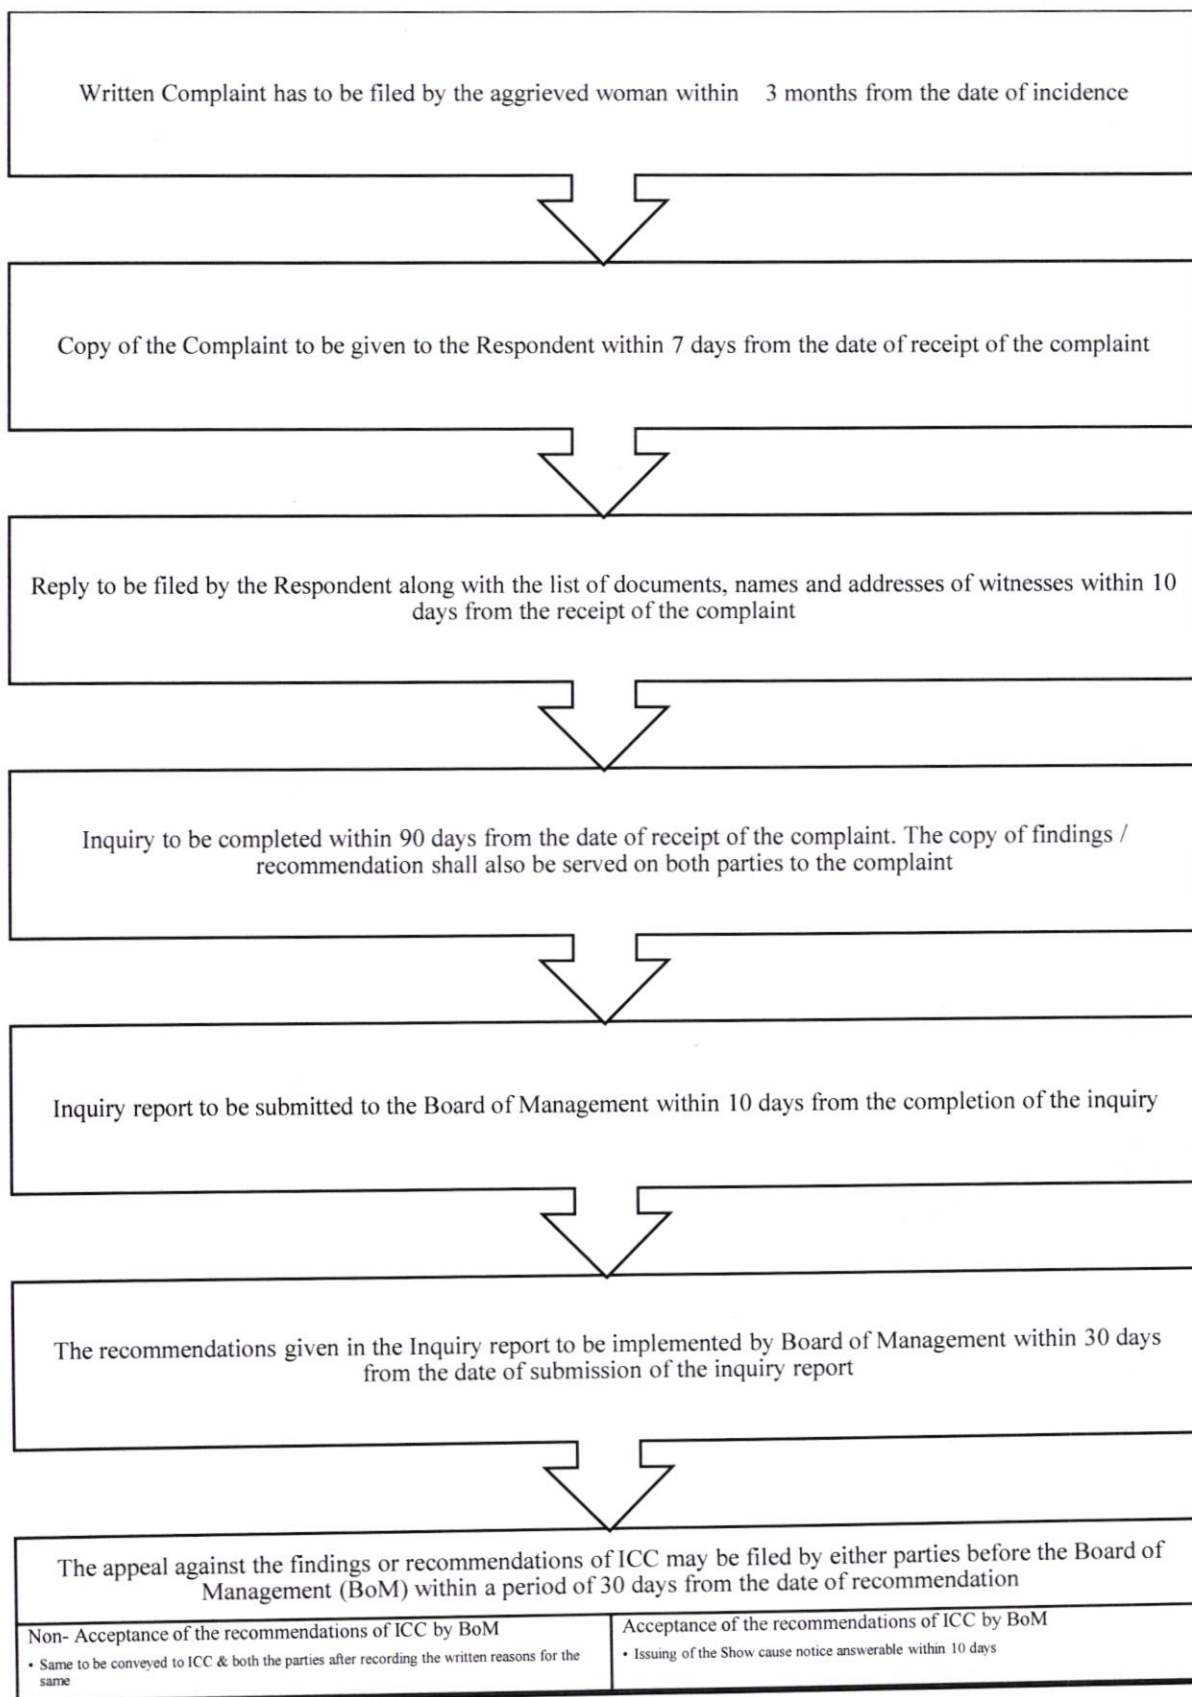 Written Complaint has to be filed by the aggrieved woman within 3 months from the date of incidence
Copy of the Complaint to be given to the Respondent within 7 days from the date of receipt of the complaint
Reply to be filed by the Respondent along with the list of documents, names and addresses of witnesses within 10
days from the receipt of the complaint
Inquiry to be completed within 90 days from the date of receipt of the complaint. The copy of findings /
recommendation shall also be served on both parties to the complaint
Inquiry report to be submitted to the Board of Management within 10 days from the completion of the inquiry
The recommendations given in the Inquiry report to be implemented by Board of Management within 30 days
from the date of submission of the inquiry report
The appeal against the findings or recommendations of ICC may be filed by either parties before the Board of
Management (BoM) within a period of 30 days from the date of recommendation
Non- Acceptance of the recommendations of ICC by BoM
• Same to be conveyed to ICC & both the parties after recording the written reasons for the
same
Acceptance of the recommendations of ICC by BoM
• Issuing of the Show cause notice answerable within 10 days